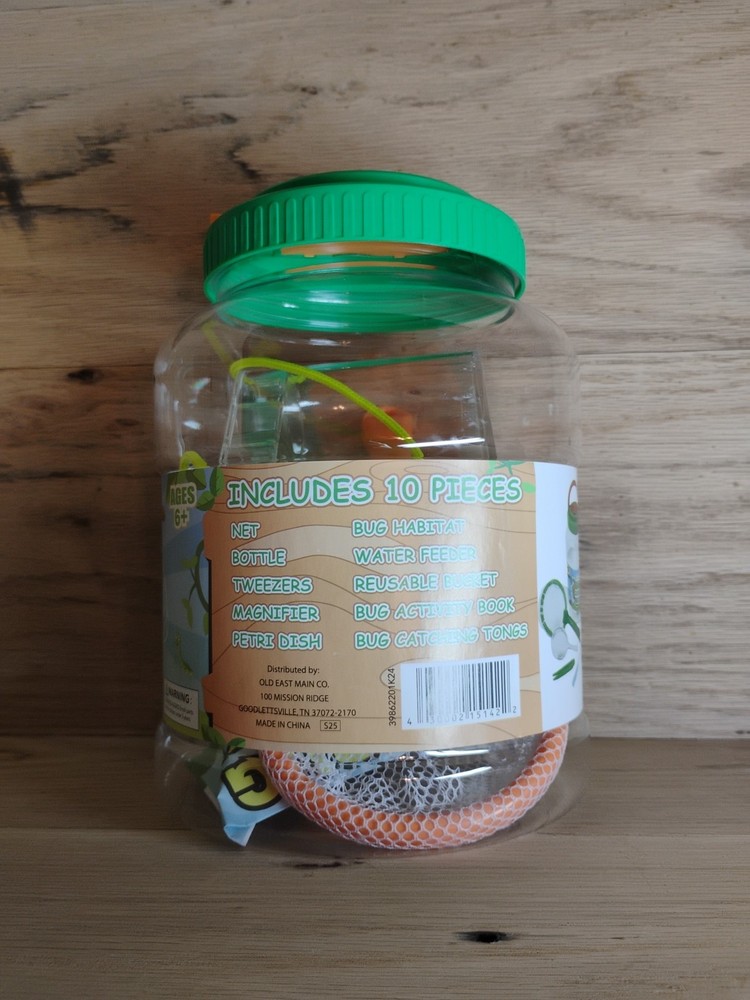 AGES
6+
INCLUDES 10 PIECES
NET
BOTTLE
TWEEZERS
MAGNIFIER
PETRI DISH
BUG HABITAT
WATER FEEDER
REUSABLE BUCKET
BUG ACTIVITY BOOK
BUG CATCHING TONGS
Distributed by:
OLD EAST MAIN CO.
100 MISSION RIDGE
GOODLETTSVILLE, TN 37072-2170
MADE IN CHINA S25
39862201K24
WARNING:
G